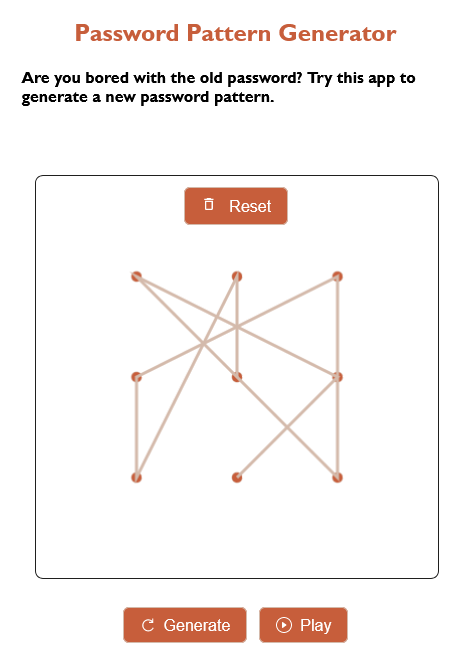 Password Pattern Generator
Are you bored with the old password? Try this app to
generate a new password pattern.
Reset
Generate
Play